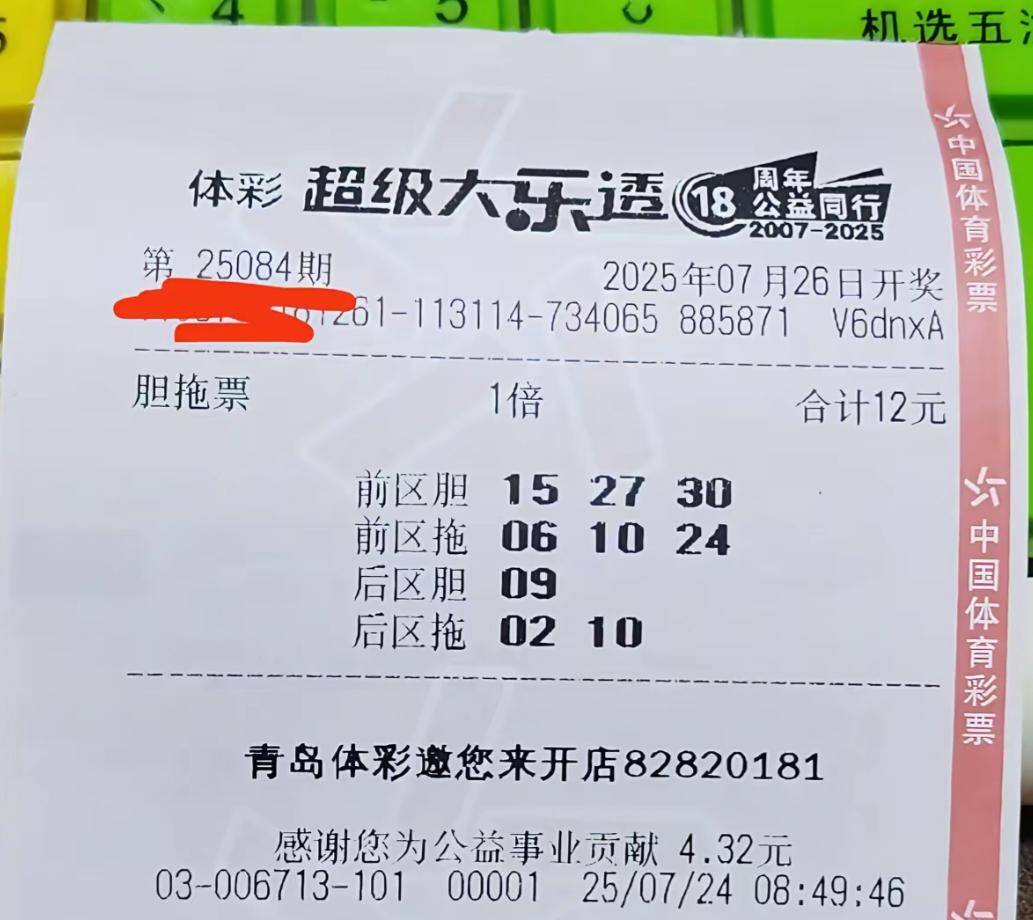 4
5
机选五
体彩 超级大乐透 18周年公益同行 2007-2025
第 25084期 2025年07月26日开奖
261-113114-734065 885871 V6dnxA
胆拖票 1倍 合计12元
前区胆 15 27 30
前区拖 06 10 24
后区胆 09
后区拖 02 10
青岛体彩邀您来开店82820181
感谢您为公益事业贡献 4.32元
03-006713-101 00001 25/07/24 08:49:46
中国体育彩票
中国体育彩票